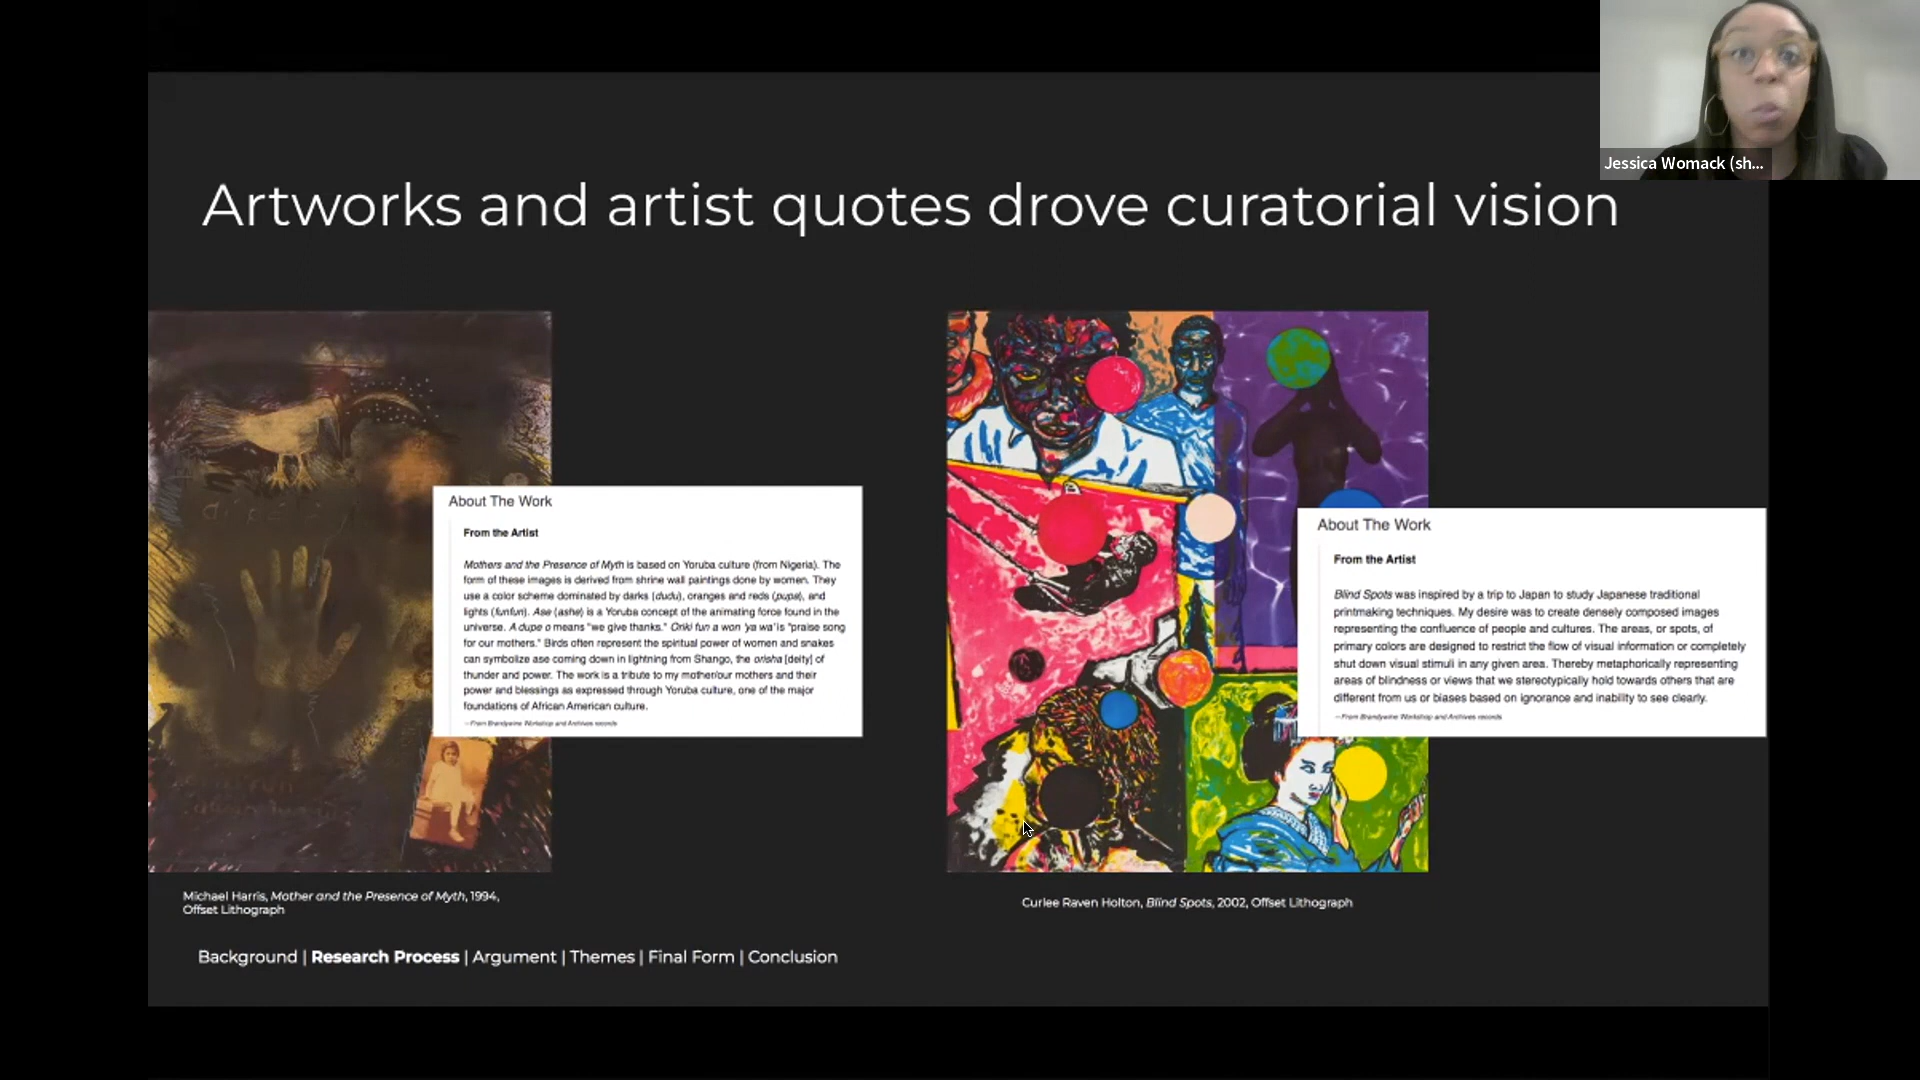 Jessica Womack (sh...
Artworks and artist quotes drove curatorial vision
About The Work
From the Artist
Mothers and the Presence of Myth is based on Yoruba culture (from Nigeria). The
form of these images is derived from shrine wall paintings done by women. They
use a color scheme dominated by darks (dudu), oranges and reds (pupa), and
lights (funfun). Ase (ashe) is a Yoruba concept of the animating force found in the
universe. A dupe o means "we give thanks." Oriki fun a won 'ya wa' is "praise song
for our mothers." Birds often represent the spiritual power of women and snakes
can symbolize ase coming down in lightning from Shango, the orisha [deity] of
thunder and power. The work is a tribute to my mother/our mothers and their
power and blessings as expressed through Yoruba culture, one of the major
foundations of African American culture.
—From Brandywine Workshop and Archives records
Michael Harris, Mother and the Presence of Myth, 1994,
Offset Lithograph
About The Work
From the Artist
Blind Spots was inspired by a trip to Japan to study Japanese traditional
printmaking techniques. My desire was to create densely composed images
representing the confluence of people and cultures. The areas, or spots, of
primary colors are designed to restrict the flow of visual information or completely
shut down visual stimuli in any given area. Thereby metaphorically representing
areas of blindness or views that we stereotypically hold towards others that are
different from us or biases based on ignorance and inability to see clearly.
—From Brandywine Workshop and Archives records
Curlee Raven Holton, Blind Spots, 2002, Offset Lithograph
Background | Research Process | Argument | Themes | Final Form | Conclusion